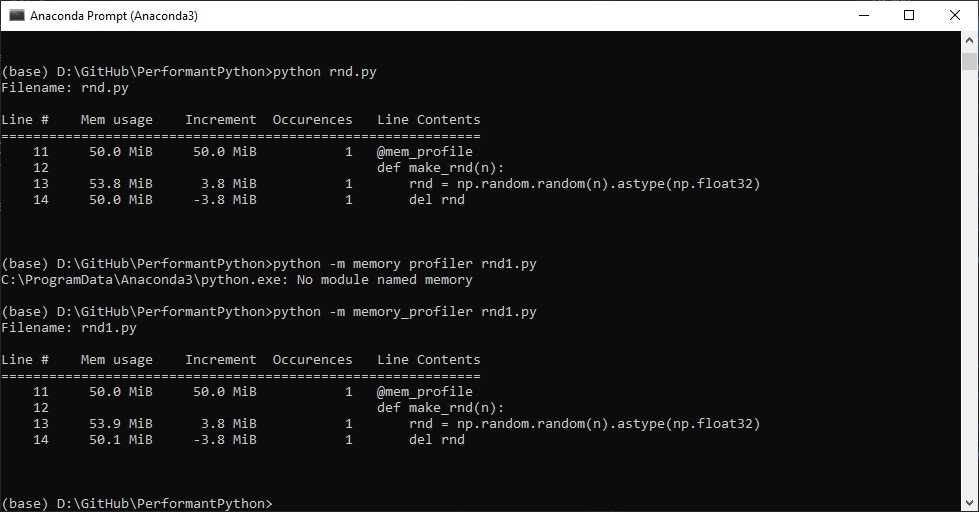 Anaconda Prompt (Anaconda3)
(base) D:\GitHub\PerformantPython>python rnd.py
Filename: rnd.py
Line #    Mem usage    Increment  Occurences   Line Contents
============================================================
    11     50.0 MiB     50.0 MiB           1   @mem_profile
    12                                         def make_rnd(n):
    13     53.8 MiB      3.8 MiB           1       rnd = np.random.random(n).astype(np.float32)
    14     50.0 MiB     -3.8 MiB           1       del rnd
(base) D:\GitHub\PerformantPython>python -m memory profiler rnd1.py
C:\ProgramData\Anaconda3\python.exe: No module named memory
(base) D:\GitHub\PerformantPython>python -m memory_profiler rnd1.py
Filename: rnd1.py
Line #    Mem usage    Increment  Occurences   Line Contents
============================================================
    11     50.0 MiB     50.0 MiB           1   @mem_profile
    12                                         def make_rnd(n):
    13     53.9 MiB      3.8 MiB           1       rnd = np.random.random(n).astype(np.float32)
    14     50.1 MiB     -3.8 MiB           1       del rnd
(base) D:\GitHub\PerformantPython>